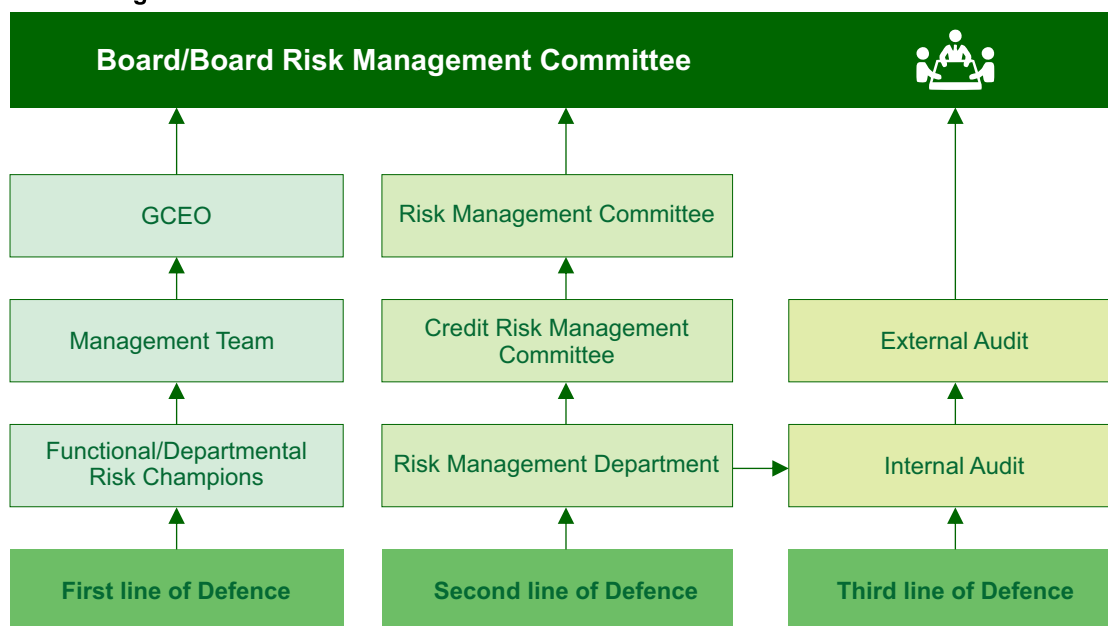 Board/Board Risk Management Committee
GCEO
Risk Management Committee
Management Team
Credit Risk Management
Committee
External Audit
Functional/Departmental
Risk Champions
Risk Management Department
Internal Audit
First line of Defence
Second line of Defence
Third line of Defence